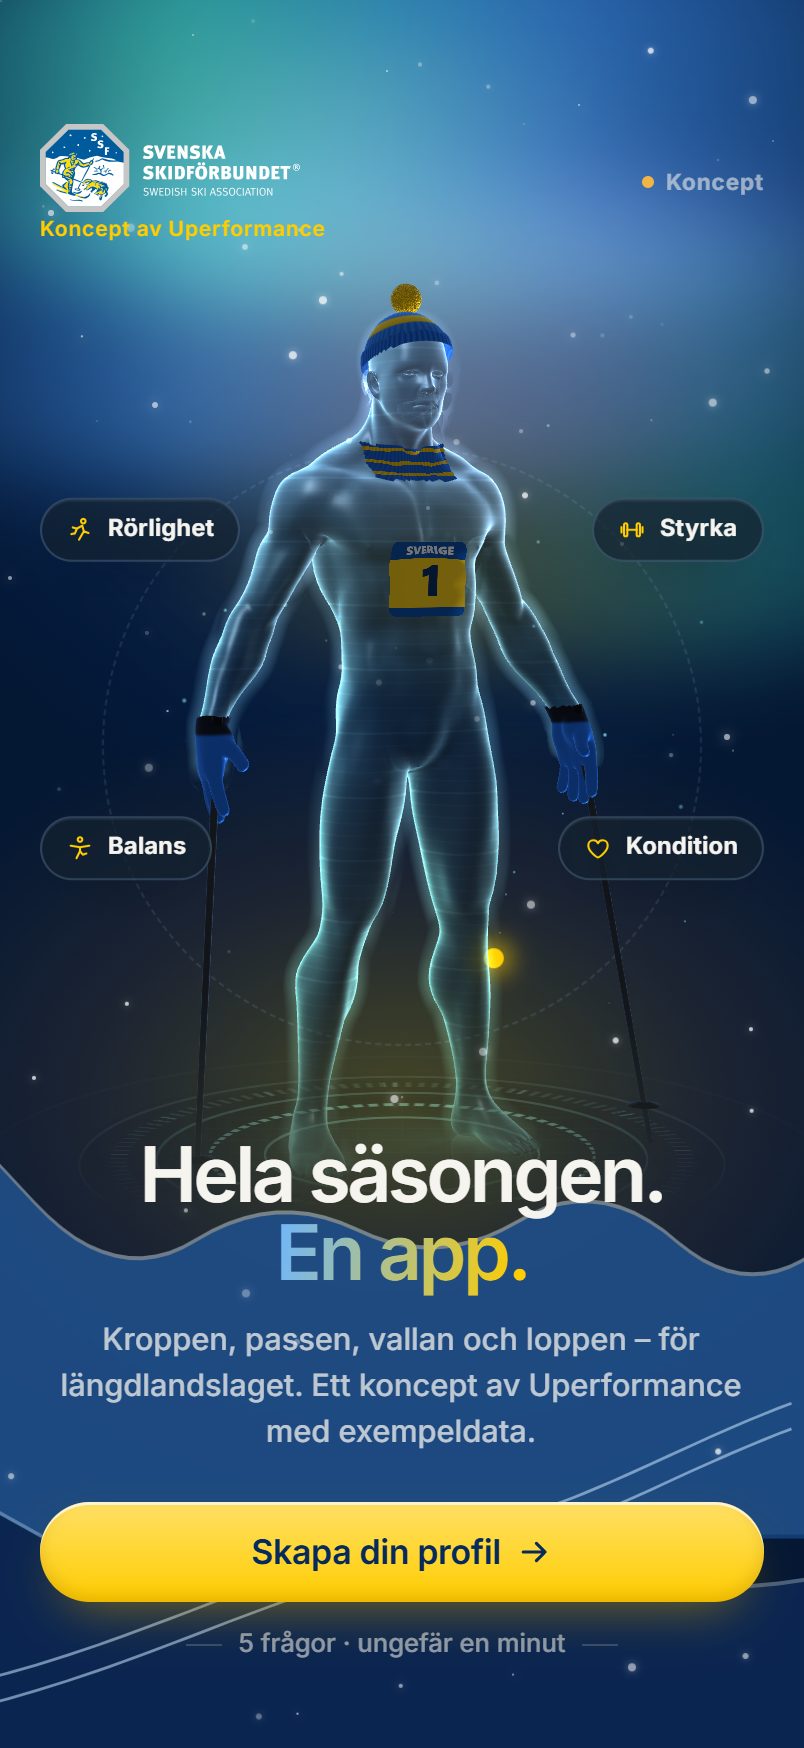 SSF
SVENSKA
SKIDFÖRBUNDET®
SWEDISH SKI ASSOCIATION
Koncept av Uperformance
Koncept
Rörlighet
Styrka
SVERIGE
1
Balans
Kondition
Hela säsongen.
En app.
Kroppen, passen, vallan och loppen – för
längdlandslaget. Ett koncept av Uperformance
med exempeldata.
Skapa din profil →
5 frågor · ungefär en minut